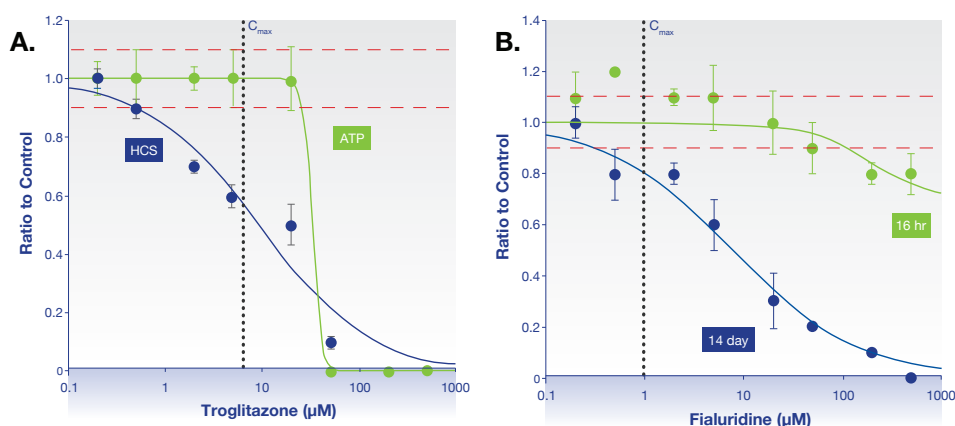 A.
Ratio to Control
1.2
1.0
0.8
0.6
0.4
0.2
0
C max
HCS
ATP
0.1 1 10 100 1000
Troglitazone (µM)
B.
Ratio to Control
1.4
1.2
1.0
0.8
0.6
0.4
0.2
0
C max
16 hr
14 day
0.1 1 10 100 1000
Fialuridine (µM)